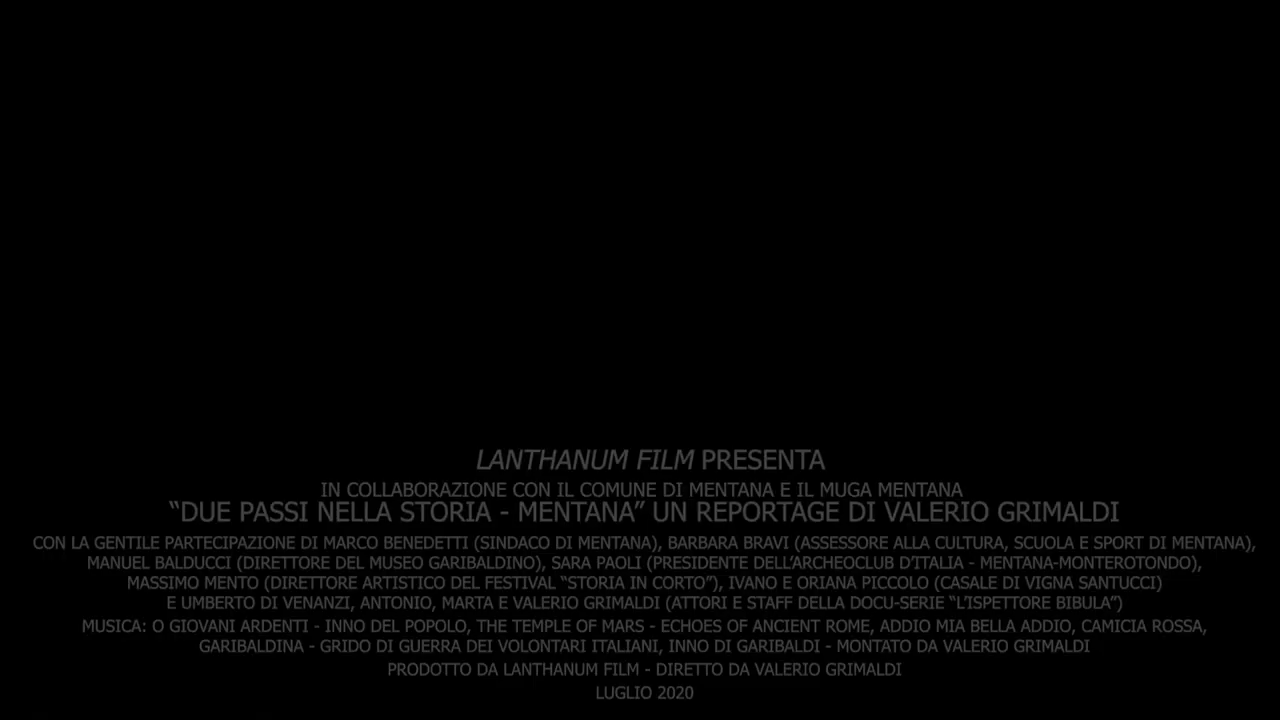 LANTHANUM FILM PRESENTA
IN COLLABORAZIONE CON IL COMUNE DI MENTANA E IL MUGA MENTANA
“DUE PASSI NELLA STORIA - MENTANA” UN REPORTAGE DI VALERIO GRIMALDI
CON LA GENTILE PARTECIPAZIONE DI MARCO BENEDETTI (SINDACO DI MENTANA), BARBARA BRAVI (ASSESSORE ALLA CULTURA, SCUOLA E SPORT DI MENTANA),
MANUEL BALDUCCI (DIRETTORE DEL MUSEO GARIBALDINO), SARA PAOLI (PRESIDENTE DELL’ARCHEOCLUB D’ITALIA - MENTANA-MONTEROTONDO),
MASSIMO MENTO (DIRETTORE ARTISTICO DEL FESTIVAL “STORIA IN CORTO”), IVANO E ORIANA PICCOLO (CASALE DI VIGNA SANTUCCI)
E UMBERTO DI VENANZI, ANTONIO, MARTA E VALERIO GRIMALDI (ATTORI E STAFF DELLA DOCU-SERIE “L’ISPETTORE BIBULA”)
MUSICA: O GIOVANI ARDENTI - INNO DEL POPOLO, THE TEMPLE OF MARS - ECHOES OF ANCIENT ROME, ADDIO MIA BELLA ADDIO, CAMICIA ROSSA,
GARIBALDINA - GRIDO DI GUERRA DEI VOLONTARI ITALIANI, INNO DI GARIBALDI - MONTATO DA VALERIO GRIMALDI
PRODOTTO DA LANTHANUM FILM - DIRETTO DA VALERIO GRIMALDI
LUGLIO 2020